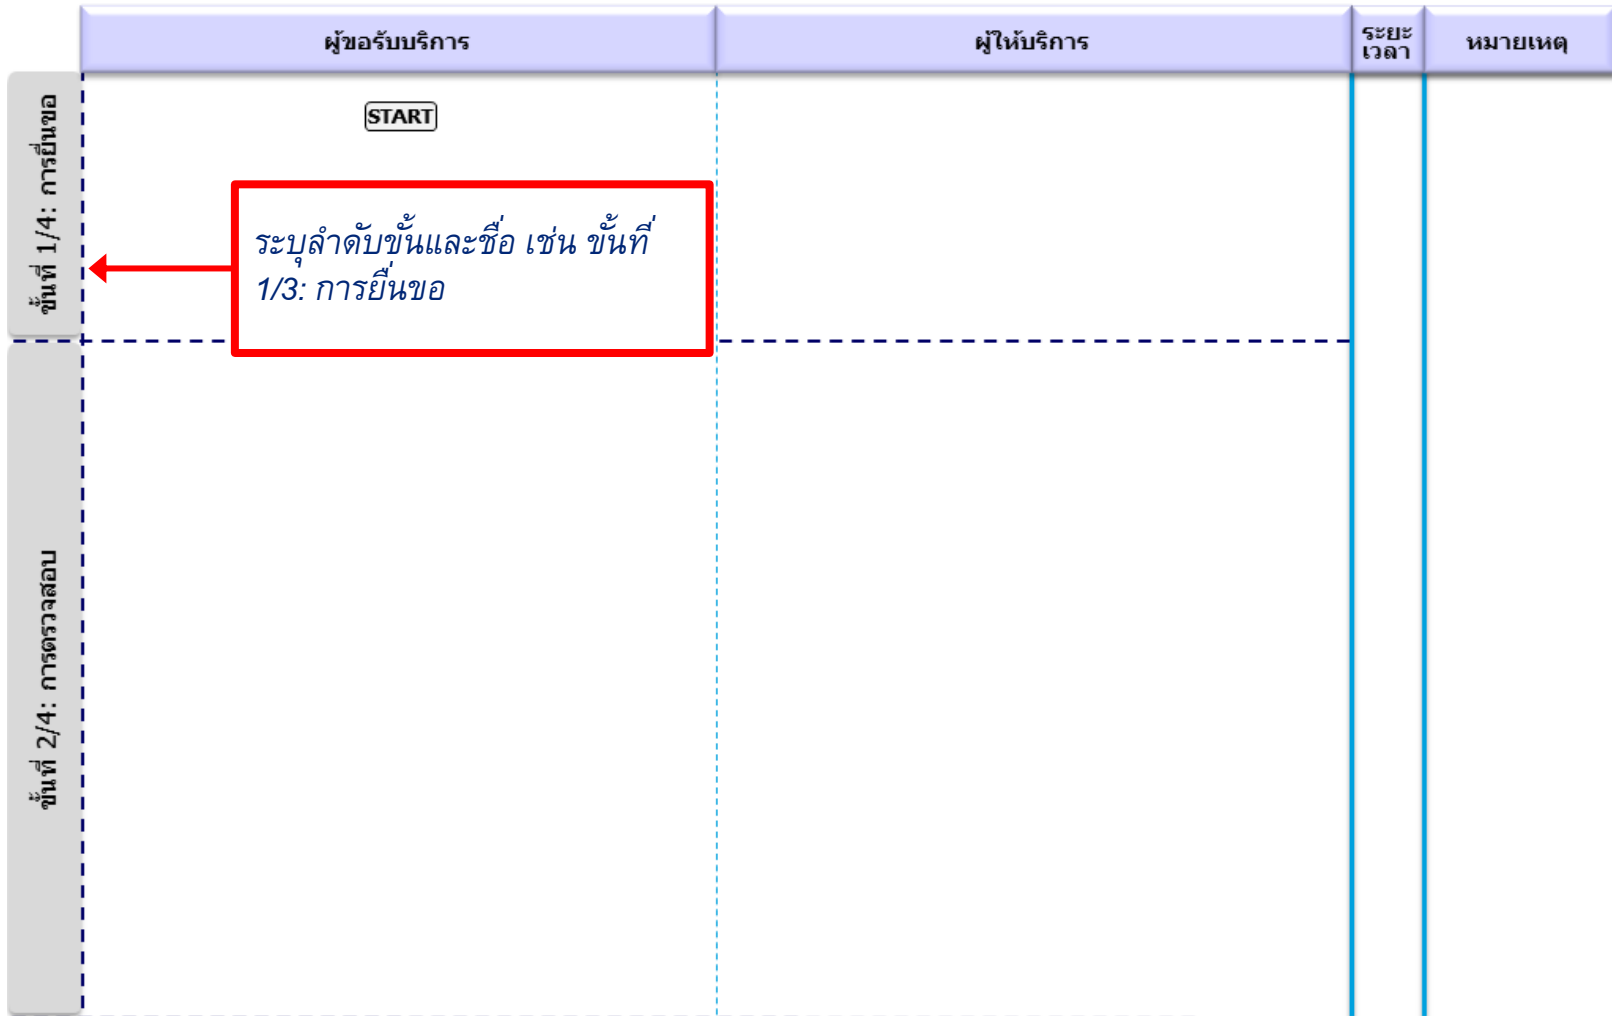 ผู้ขอรับบริการ
ผู้ให้บริการ
ระยะ
เวลา
หมายเหตุ
ขั้นที่ 1/4: การยื่นขอ
START
ระบุลำดับขั้นและชื่อ เช่น ขั้นที่
1/3: การยื่นขอ
ขั้นที่ 2/4: การตรวจสอบ